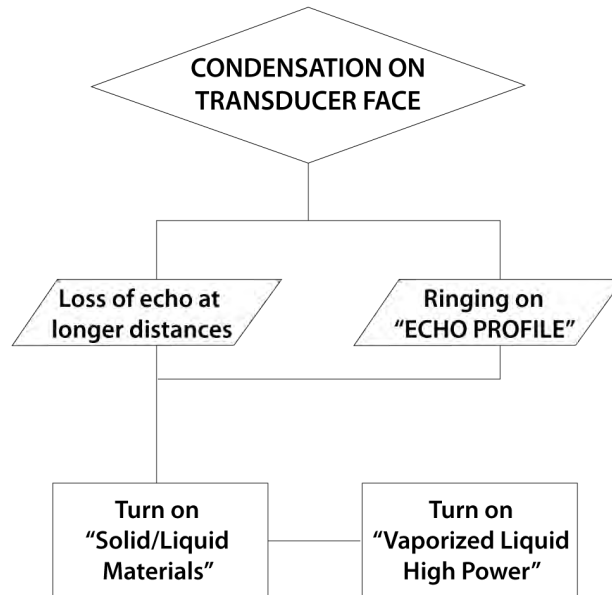 CONDENSATION ON
TRANSDUCER FACE
Loss of echo at
longer distances
Ringing on
“ECHO PROFILE”
Turn on
“Solid/Liquid
Materials”
Turn on
“Vaporized Liquid
High Power”